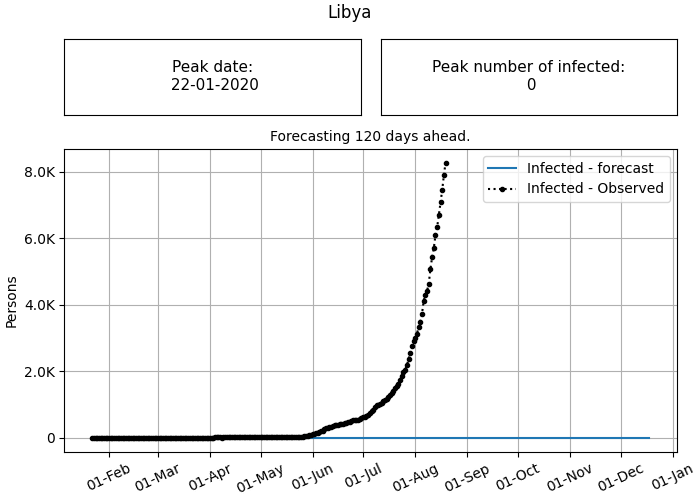 Libya
Peak date:
22-01-2020
Peak number of infected:
0
Forecasting 120 days ahead.
Infected - forecast
Infected - Observed
Persons
8.0K
6.0K
4.0K
2.0K
0
01-Feb
01-Mar
01-Apr
01-May
01-Jun
01-Jul
01-Aug
01-Sep
01-Oct
01-Nov
01-Dec
01-Jan